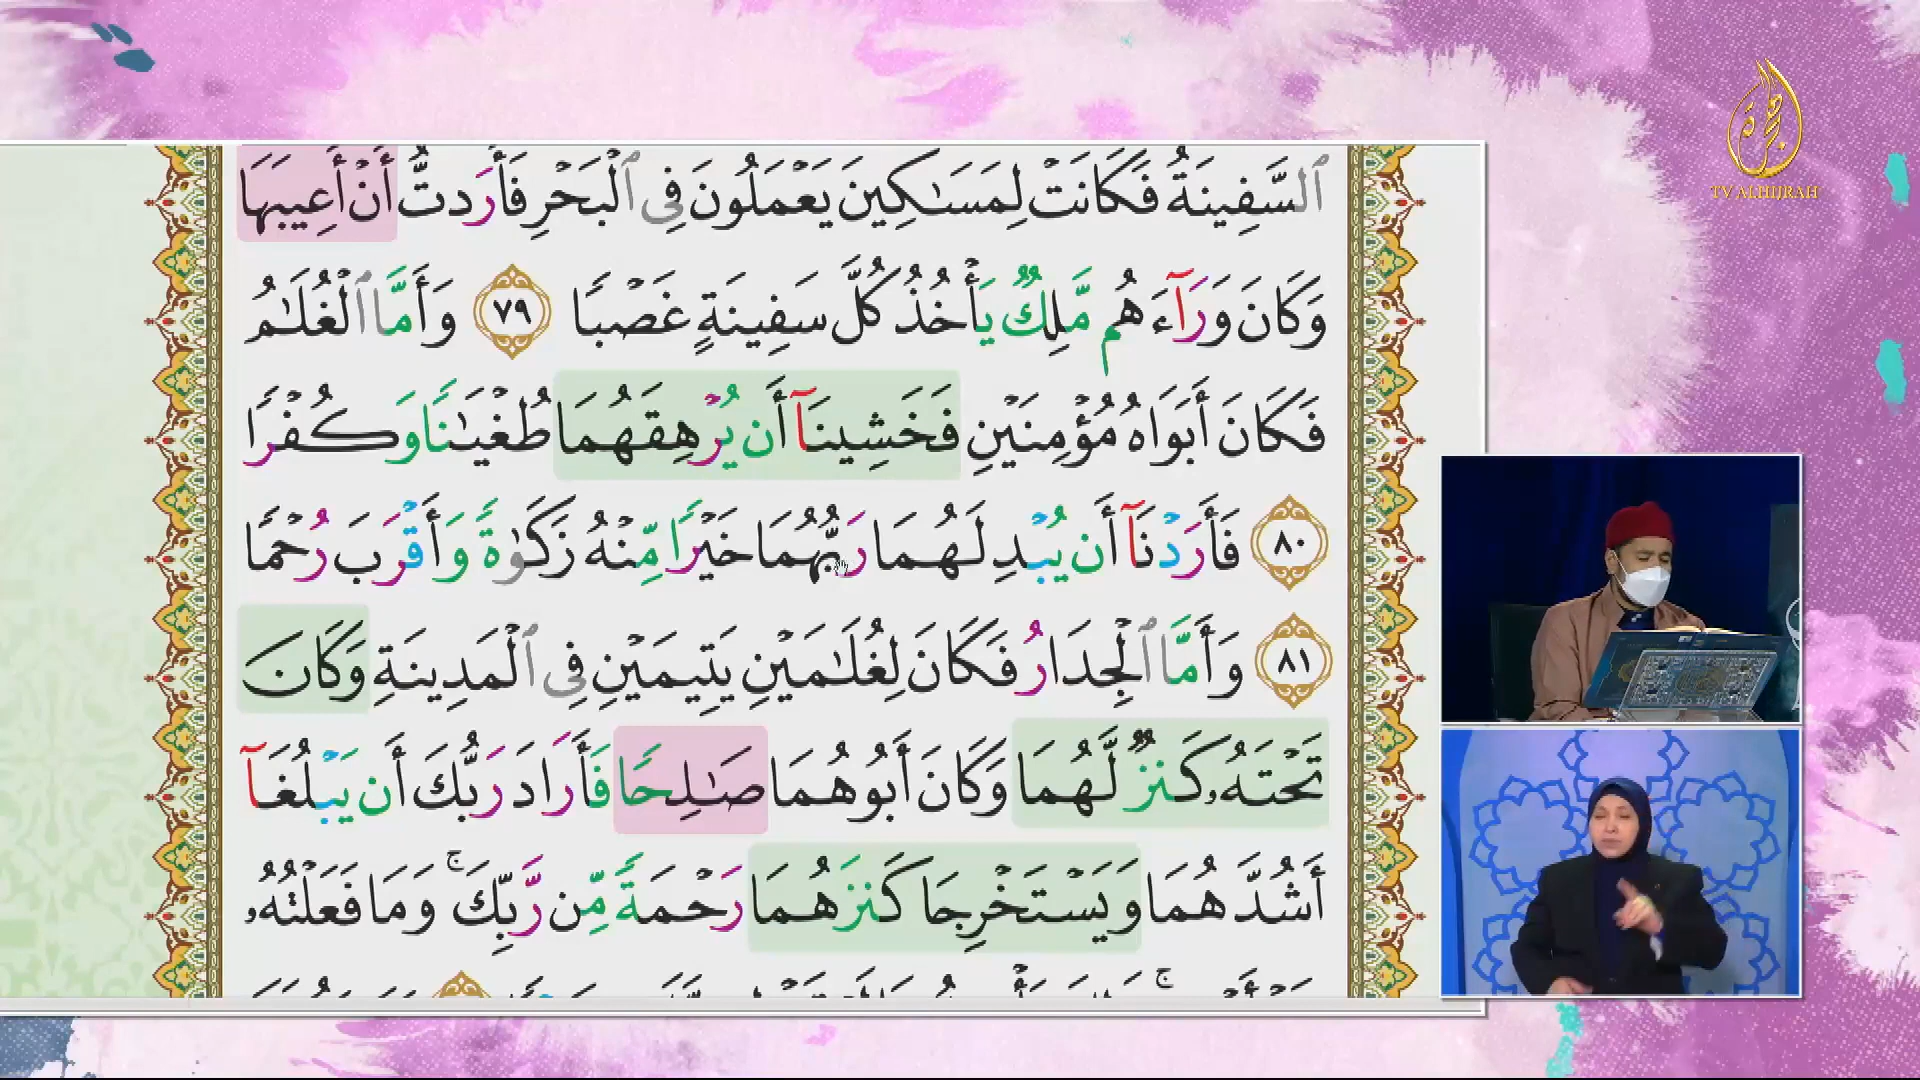 ٱلسَّفِينَةُ فَكَانَتْ لِمَسَٰكِينَ يَعْمَلُونَ فِى ٱلْبَحْرِ فَأَرَدتُّ أَنْ أَعِيبَهَا
وَكَانَ وَرَآءَهُم مَّلِكٌ يَأْخُذُ كُلَّ سَفِينَةٍ غَصْبًا ٧٩ وَأَمَّا ٱلْغُلَٰمُ
فَكَانَ أَبَوَاهُ مُؤْمِنَيْنِ فَخَشِينَآ أَن يُرْهِقَهُمَا طُغْيَٰنًا وَكُفْرًا
٨٠ فَأَرَدْنَآ أَن يُبْدِلَهُمَا رَبُّهُمَا خَيْرًا مِّنْهُ زَكَوٰةً وَأَقْرَبَ رُحْمًا
٨١ وَأَمَّا ٱلْجِدَارُ فَكَانَ لِغُلَٰمَيْنِ يَتِيمَيْنِ فِى ٱلْمَدِينَةِ وَكَانَ
تَحْتَهُۥ كَنزٌ لَّهُمَا وَكَانَ أَبُوهُمَا صَٰلِحًا فَأَرَادَ رَبُّكَ أَن يَبْلُغَآ
أَشُدَّهُمَا وَيَسْتَخْرِجَا كَنزَهُمَا رَحْمَةً مِّن رَّبِّكَ ۚ وَمَا فَعَلْتُهُۥ
TV ALHIJRAH